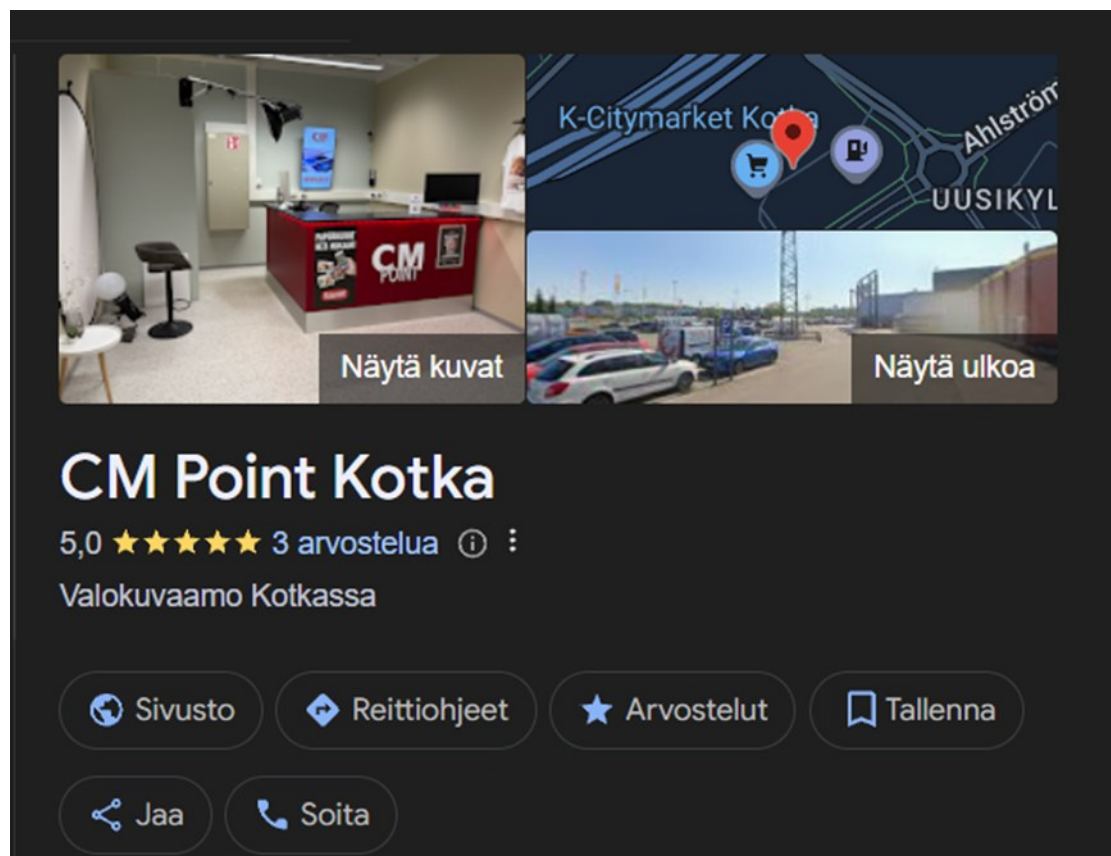 CM
POINT
Näytä kuvat
K-Citymarket Kotka
Ahlström
UUSIKYL
Näytä ulkoa
CM Point Kotka
5,0 3 arvostelua
Valokuvaamo Kotkassa
Sivusto
Reittiohjeet
Arvostelut
Tallenna
Jaa
Soita